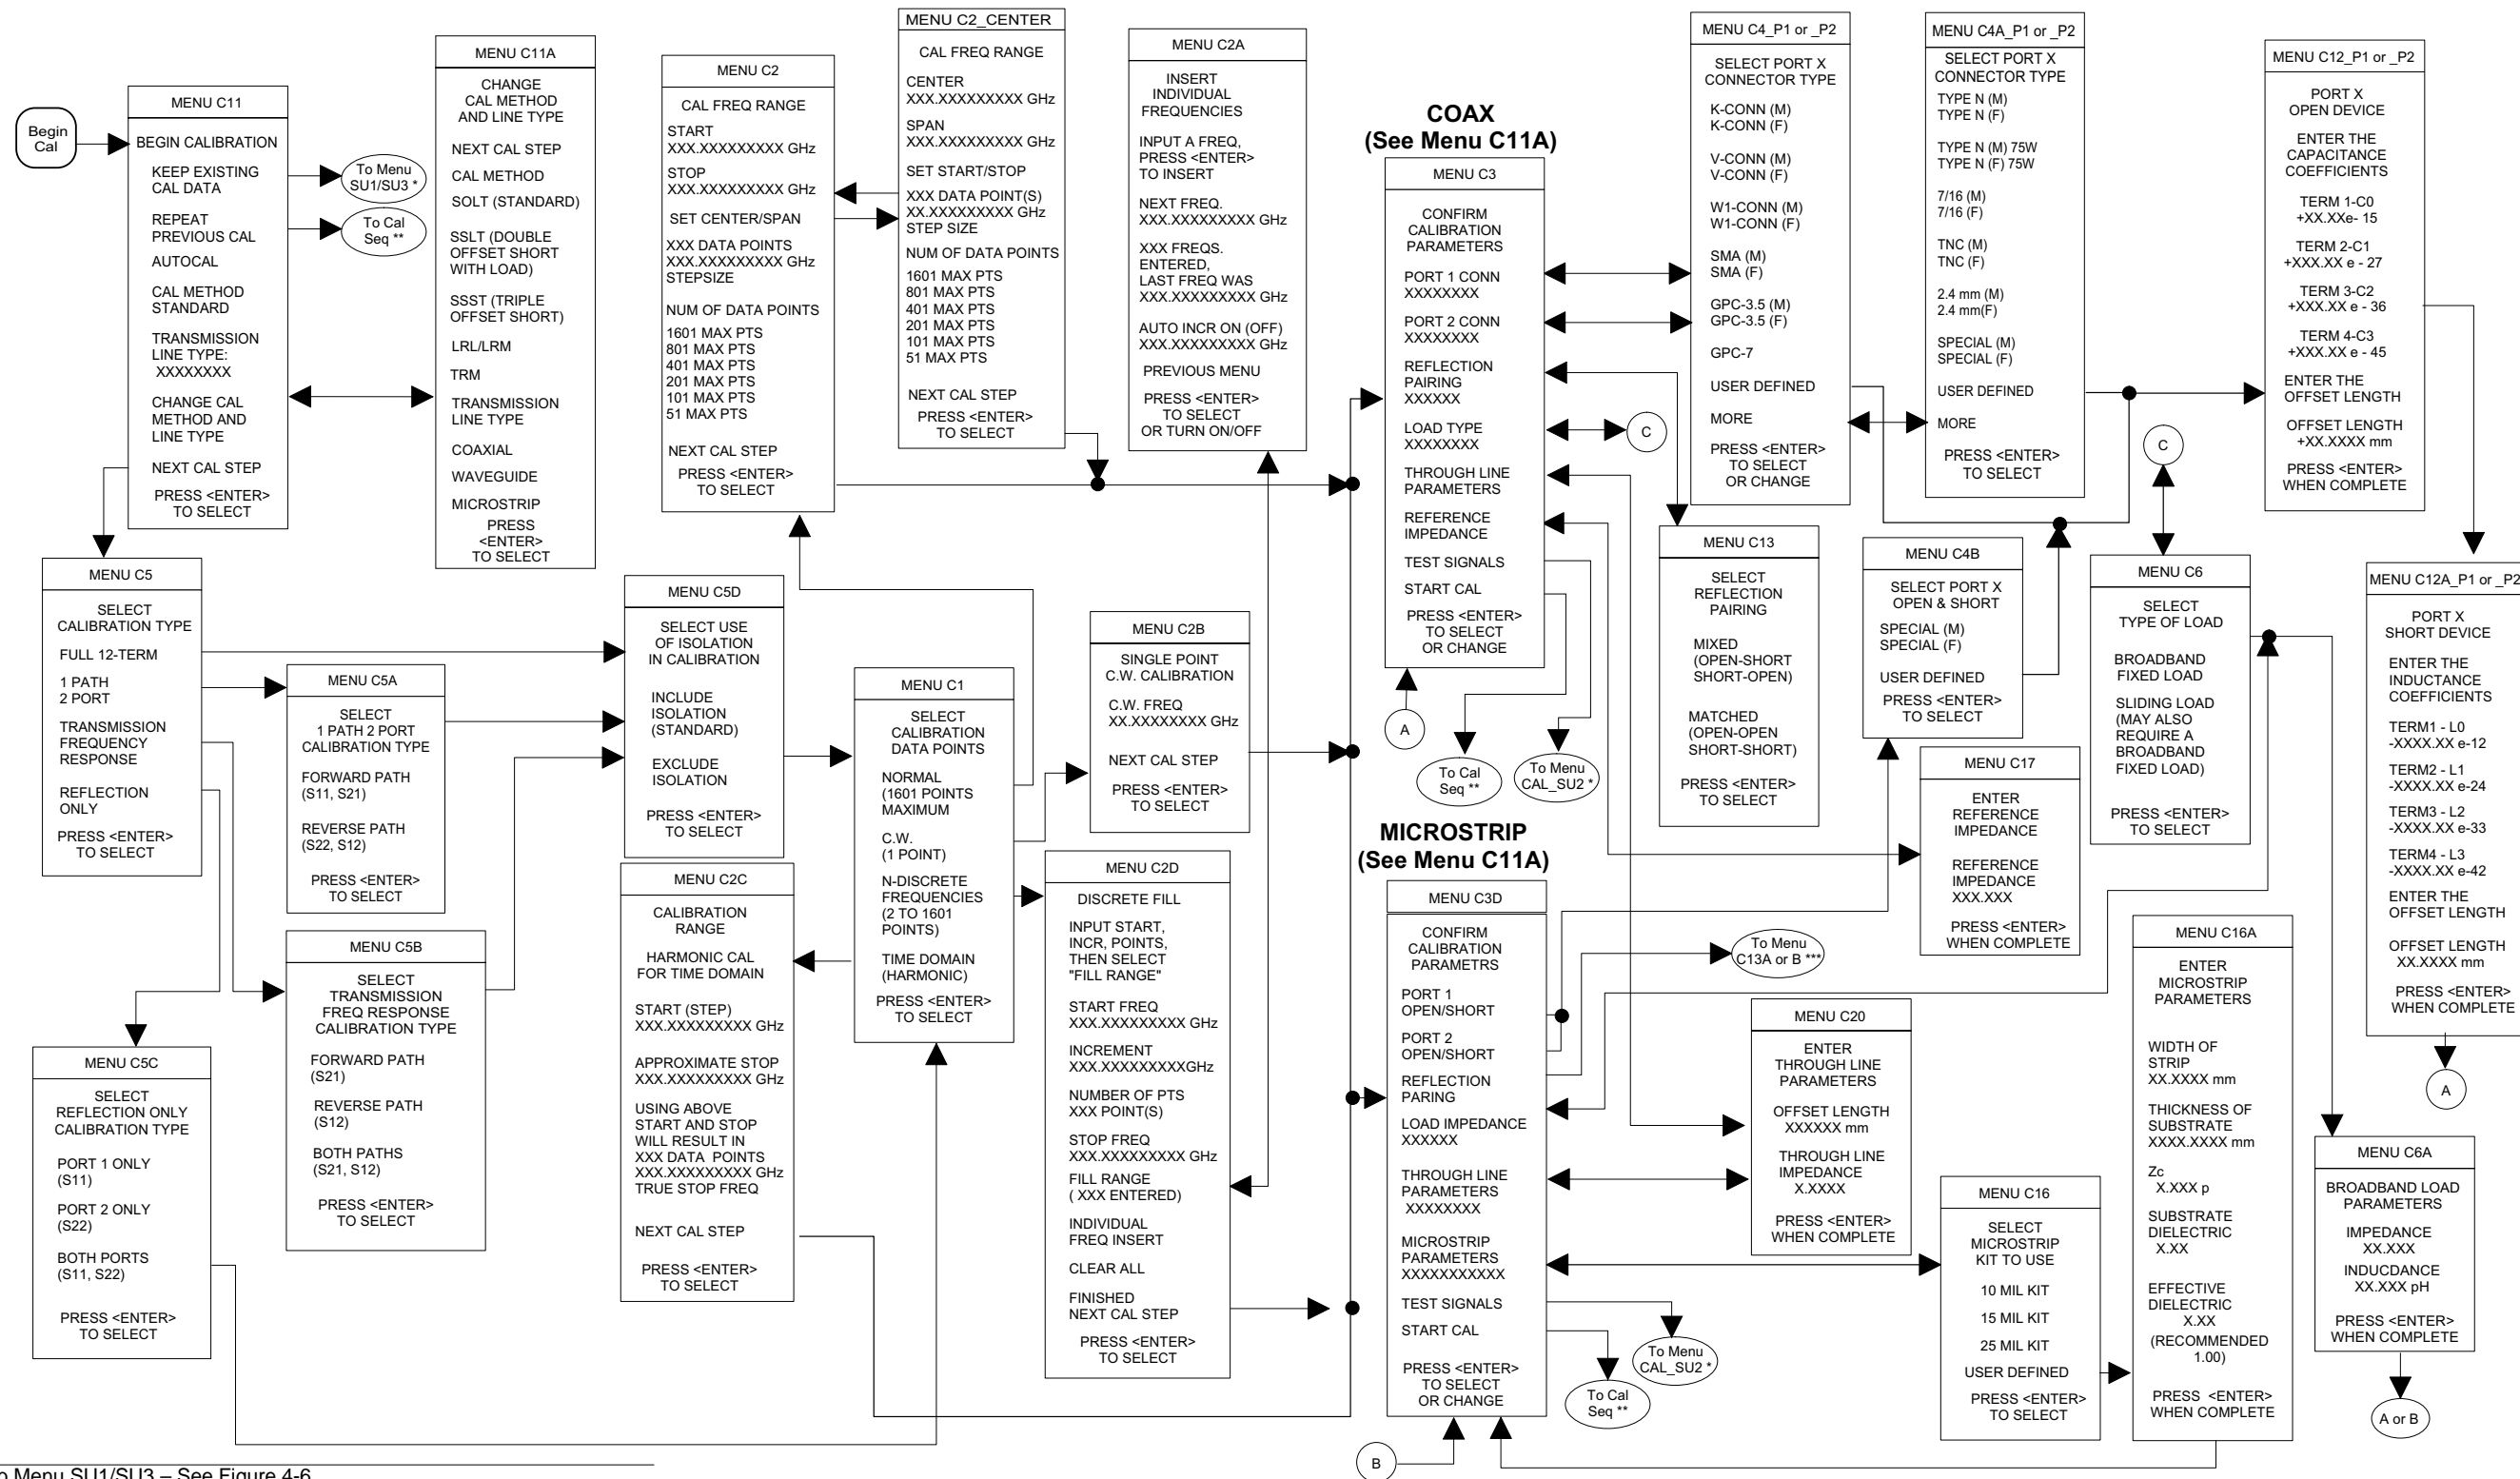 Begin
Cal
MENU C11
BEGIN CALIBRATION
KEEP EXISTING
CAL DATA
REPEAT
PREVIOUS CAL
AUTOCAL
CAL METHOD
STANDARD
TRANSMISSION
LINE TYPE:
XXXXXXXX
CHANGE CAL
METHOD AND
LINE TYPE
NEXT CAL STEP
PRESS <ENTER>
TO SELECT
To Menu
SU1/SU3 *
To Cal
Seq **
MENU C11A
CHANGE
CAL METHOD
AND LINE TYPE
NEXT CAL STEP
CAL METHOD
SOLT (STANDARD)
SSLT (DOUBLE
OFFSET SHORT
WITH LOAD)
SSST (TRIPLE
OFFSET SHORT)
LRL/LRM
TRM
TRANSMISSION
LINE TYPE
COAXIAL
WAVEGUIDE
MICROSTRIP
PRESS
<ENTER>
TO SELECT
MENU C2
CAL FREQ RANGE
START
XXX.XXXXXXXXX GHz
STOP
XXX.XXXXXXXXX GHz
SET CENTER/SPAN
XXX DATA POINTS
XXX.XXXXXXXXX GHz
STEPSIZE
NUM OF DATA POINTS
1601 MAX PTS
801 MAX PTS
401 MAX PTS
201 MAX PTS
101 MAX PTS
51 MAX PTS
NEXT CAL STEP
PRESS <ENTER>
TO SELECT
MENU C2_CENTER
CAL FREQ RANGE
CENTER
XXX.XXXXXXXXX GHz
SPAN
XXX.XXXXXXXXX GHz
SET START/STOP
XXX DATA POINT(S)
XX.XXXXXXXXX GHz
STEP SIZE
NUM OF DATA POINTS
1601 MAX PTS
801 MAX PTS
401 MAX PTS
201 MAX PTS
101 MAX PTS
51 MAX PTS
NEXT CAL STEP
PRESS <ENTER>
TO SELECT
MENU C2A
INSERT
INDIVIDUAL
FREQUENCIES
INPUT A FREQ,
PRESS <ENTER>
TO INSERT
NEXT FREQ.
XXX.XXXXXXXXX GHz
XXX FREQS.
ENTERED,
LAST FREQ WAS
XXX.XXXXXXXXX GHz
AUTO INCR ON (OFF)
XXX.XXXXXXXXX GHz
PREVIOUS MENU
PRESS <ENTER>
TO SELECT
OR TURN ON/OFF
COAX
(See Menu C11A)
MENU C3
CONFIRM
CALIBRATION
PARAMETERS
PORT 1 CONN
XXXXXXXX
PORT 2 CONN
XXXXXXXX
REFLECTION
PAIRING
XXXXXX
LOAD TYPE
XXXXXXXX
THROUGH LINE
PARAMETERS
REFERENCE
IMPEDANCE
TEST SIGNALS
START CAL
PRESS <ENTER>
TO SELECT
OR CHANGE
C
A
To Cal
Seq **
To Menu
CAL_SU2 *
MENU C4_P1 or _P2
SELECT PORT X
CONNECTOR TYPE
K-CONN (M)
K-CONN (F)
V-CONN (M)
V-CONN (F)
W1-CONN (M)
W1-CONN (F)
SMA (M)
SMA (F)
GPC-3.5 (M)
GPC-3.5 (F)
GPC-7
USER DEFINED
MORE
PRESS <ENTER>
TO SELECT
OR CHANGE
MENU C4A_P1 or _P2
SELECT PORT X
CONNECTOR TYPE
TYPE N (M)
TYPE N (F)
TYPE N (M) 75W
TYPE N (F) 75W
7/16 (M)
7/16 (F)
TNC (M)
TNC (F)
2.4 mm (M)
2.4 mm(F)
SPECIAL (M)
SPECIAL (F)
USER DEFINED
MORE
PRESS <ENTER>
TO SELECT
MENU C12_P1 or _P2
PORT X
OPEN DEVICE
ENTER THE
CAPACITANCE
COEFFICIENTS
TERM 1-C0
+XX.XXe- 15
TERM 2-C1
+XXX.XX e - 27
TERM 3-C2
+XXX.XX e - 36
TERM 4-C3
+XXX.XX e - 45
ENTER THE
OFFSET LENGTH
OFFSET LENGTH
+XX.XXXX mm
PRESS <ENTER>
WHEN COMPLETE
MENU C5
SELECT
CALIBRATION TYPE
FULL 12-TERM
1 PATH
2 PORT
TRANSMISSION
FREQUENCY
RESPONSE
REFLECTION
ONLY
PRESS <ENTER>
TO SELECT
MENU C5A
SELECT
1 PATH 2 PORT
CALIBRATION TYPE
FORWARD PATH
(S11, S21)
REVERSE PATH
(S22, S12)
PRESS <ENTER>
TO SELECT
MENU C5B
SELECT
TRANSMISSION
FREQ RESPONSE
CALIBRATION TYPE
FORWARD PATH
(S21)
REVERSE PATH
(S12)
BOTH PATHS
(S21, S12)
PRESS <ENTER>
TO SELECT
MENU C5C
SELECT
REFLECTION ONLY
CALIBRATION TYPE
PORT 1 ONLY
(S11)
PORT 2 ONLY
(S22)
BOTH PORTS
(S11, S22)
PRESS <ENTER>
TO SELECT
MENU C5D
SELECT USE
OF ISOLATION
IN CALIBRATION
INCLUDE
ISOLATION
(STANDARD)
EXCLUDE
ISOLATION
PRESS <ENTER>
TO SELECT
MENU C2C
CALIBRATION
RANGE
HARMONIC CAL
FOR TIME DOMAIN
START (STEP)
XXX.XXXXXXXXX GHz
APPROXIMATE STOP
XXX.XXXXXXXXX GHz
USING ABOVE
START AND STOP
WILL RESULT IN
XXX DATA POINTS
XXX.XXXXXXXXX GHz
TRUE STOP FREQ
NEXT CAL STEP
PRESS <ENTER>
TO SELECT
MENU C1
SELECT
CALIBRATION
DATA POINTS
NORMAL
(1601 POINTS
MAXIMUM
C.W.
(1 POINT)
N-DISCRETE
FREQUENCIES
(2 TO 1601
POINTS)
TIME DOMAIN
(HARMONIC)
PRESS <ENTER>
TO SELECT
MENU C2B
SINGLE POINT
C.W. CALIBRATION
C.W. FREQ
XX.XXXXXXXX GHz
NEXT CAL STEP
PRESS <ENTER>
TO SELECT
MENU C2D
DISCRETE FILL
INPUT START,
INCR, POINTS,
THEN SELECT
"FILL RANGE"
START FREQ
XXX.XXXXXXXXX GHz
INCREMENT
XXX.XXXXXXXXXGHz
NUMBER OF PTS
XXX POINT(S)
STOP FREQ
XXX.XXXXXXXXX GHz
FILL RANGE
( XXX ENTERED)
INDIVIDUAL
FREQ INSERT
CLEAR ALL
FINISHED
NEXT CAL STEP
PRESS <ENTER>
TO SELECT
MICROSTRIP
(See Menu C11A)
MENU C3D
CONFIRM
CALIBRATION
PARAMETRS
PORT 1
OPEN/SHORT
PORT 2
OPEN/SHORT
REFLECTION
PARING
LOAD IMPEDANCE
XXXXXX
THROUGH LINE
PARAMETERS
XXXXXXXX
MICROSTRIP
PARAMETERS
XXXXXXXXXXX
TEST SIGNALS
START CAL
PRESS <ENTER>
TO SELECT
OR CHANGE
B
To Cal
Seq **
To Menu
CAL_SU2 *
To Menu
C13A or B ***
MENU C13
SELECT
REFLECTION
PAIRING
MIXED
(OPEN-SHORT
SHORT-OPEN)
MATCHED
(OPEN-OPEN
SHORT-SHORT)
PRESS <ENTER>
TO SELECT
MENU C4B
SELECT PORT X
OPEN & SHORT
SPECIAL (M)
SPECIAL (F)
USER DEFINED
PRESS <ENTER>
TO SELECT
MENU C17
ENTER
REFERENCE
IMPEDANCE
REFERENCE
IMPEDANCE
XXX.XXX
PRESS <ENTER>
WHEN COMPLETE
C
MENU C6
SELECT
TYPE OF LOAD
BROADBAND
FIXED LOAD
SLIDING LOAD
(MAY ALSO
REQUIRE A
BROADBAND
FIXED LOAD)
PRESS <ENTER>
TO SELECT
MENU C12A_P1 or _P2
PORT X
SHORT DEVICE
ENTER THE
INDUCTANCE
COEFFICIENTS
TERM1 - L0
-XXXX.XX e-12
TERM2 - L1
-XXXX.XX e-24
TERM3 - L2
-XXXX.XX e-33
TERM4 - L3
-XXXX.XX e-42
ENTER THE
OFFSET LENGTH
OFFSET LENGTH
XX.XXXX mm
PRESS <ENTER>
WHEN COMPLETE
A
MENU C20
ENTER
THROUGH LINE
PARAMETERS
OFFSET LENGTH
XXXXXX mm
THROUGH LINE
IMPEDANCE
X.XXXX
PRESS <ENTER>
WHEN COMPLETE
MENU C16
SELECT
MICROSTRIP
KIT TO USE
10 MIL KIT
15 MIL KIT
25 MIL KIT
USER DEFINED
PRESS <ENTER>
TO SELECT
MENU C16A
ENTER
MICROSTRIP
PARAMETERS
WIDTH OF
STRIP
XX.XXXX mm
THICKNESS OF
SUBSTRATE
XXXX.XXXX mm
Zc
X.XXX p
SUBSTRATE
DIELECTRIC
X.XX
EFFECTIVE
DIELECTRIC
X.XX
(RECOMMENDED
1.00)
PRESS <ENTER>
WHEN COMPLETE
MENU C6A
BROADBAND LOAD
PARAMETERS
IMPEDANCE
XX.XXX
INDUCDANCE
XX.XXX pH
PRESS <ENTER>
WHEN COMPLETE
A or B
o Menu SU1/SU3 – See Figure 4-6